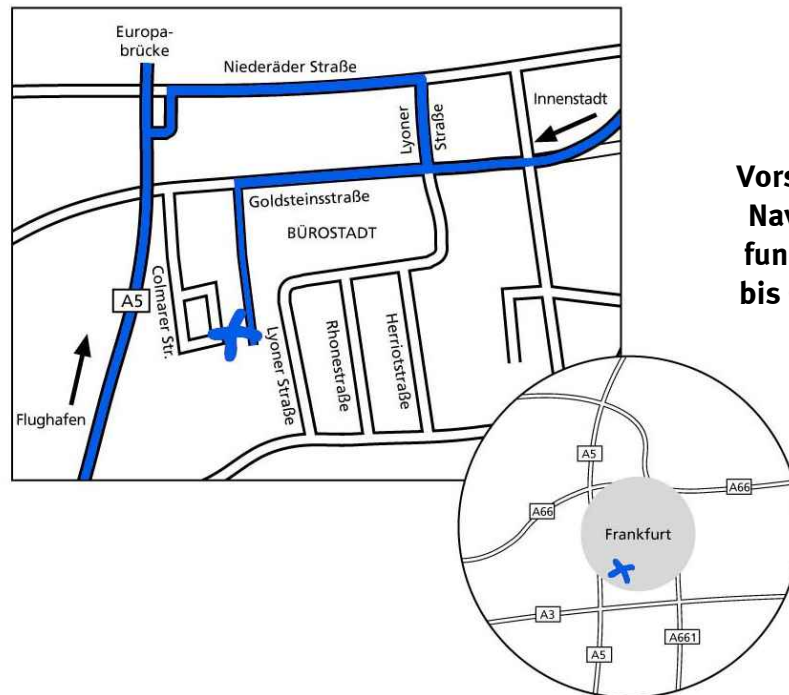 Europa-
brücke
Niederäder Straße
Innenstadt
Lyoner
Straße
Goldsteinsstraße
BÜROSTADT
A5
Colmarer Str.
Lyoner Straße
Rhonestraße
Herriotstraße
Flughafen
Vors
Nav
fun
bis
A5
A66
A66
Frankfurt
A3
A5
A661